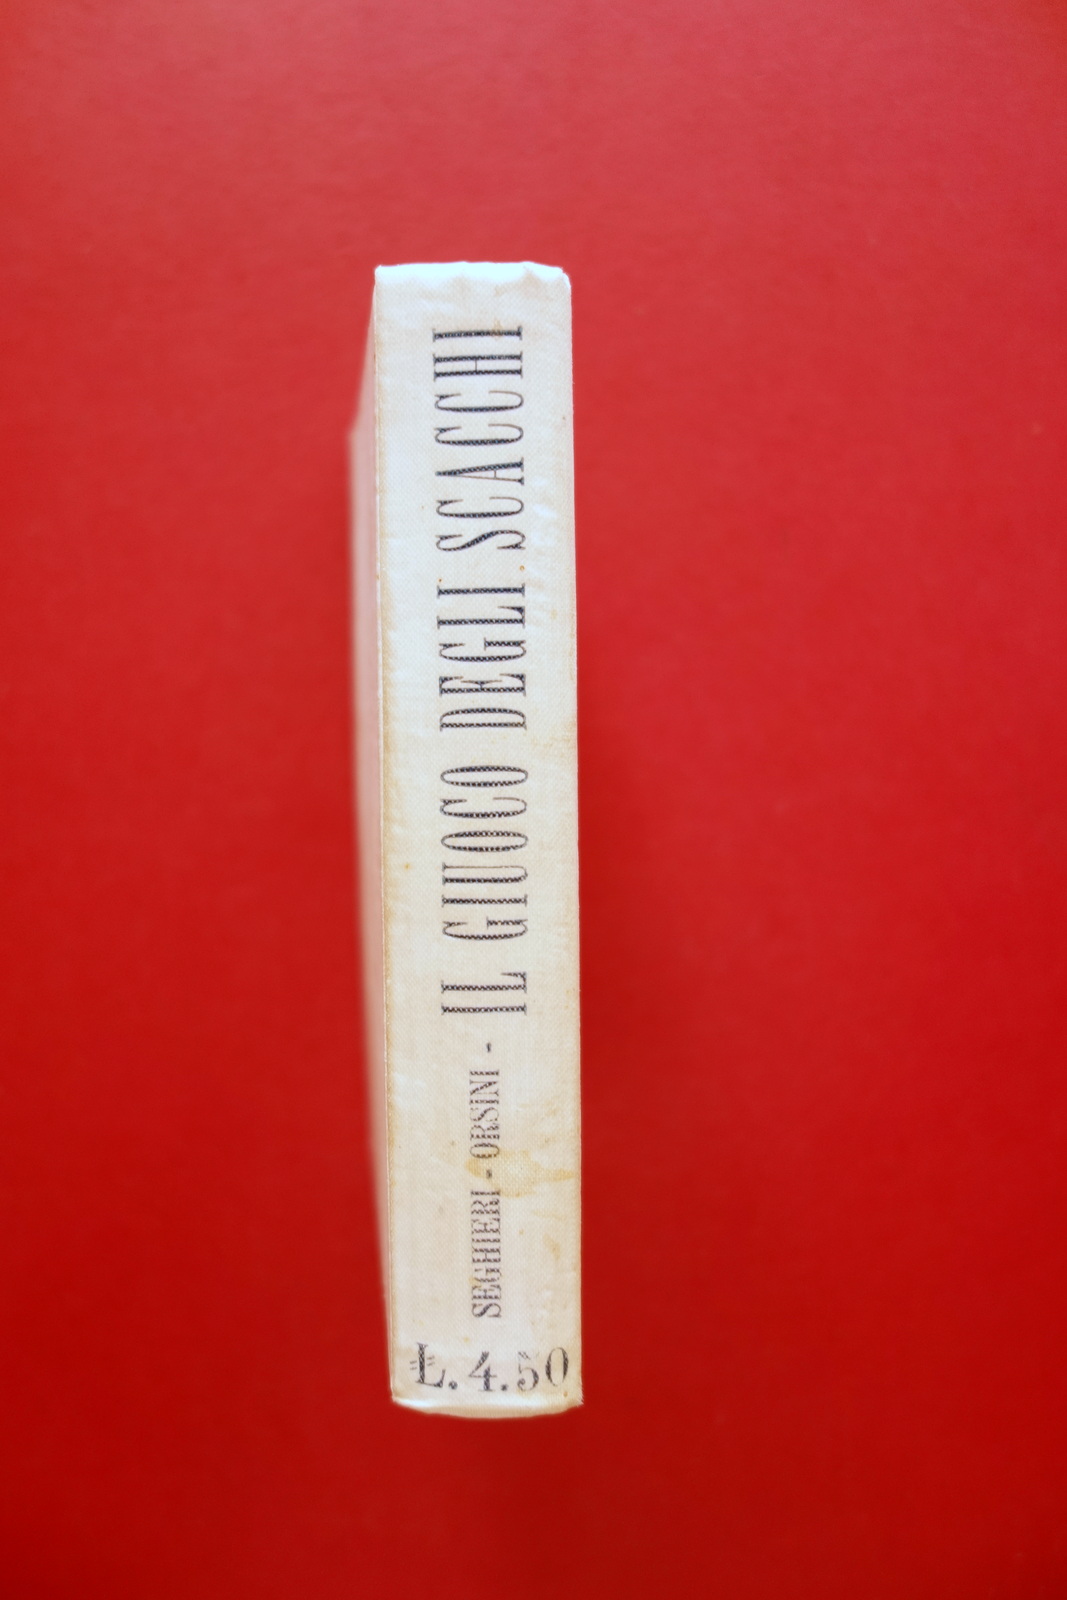 SEGHIERI - ORSINI - IL GIUOCO DEGLI SCACCHI
L. 4.50